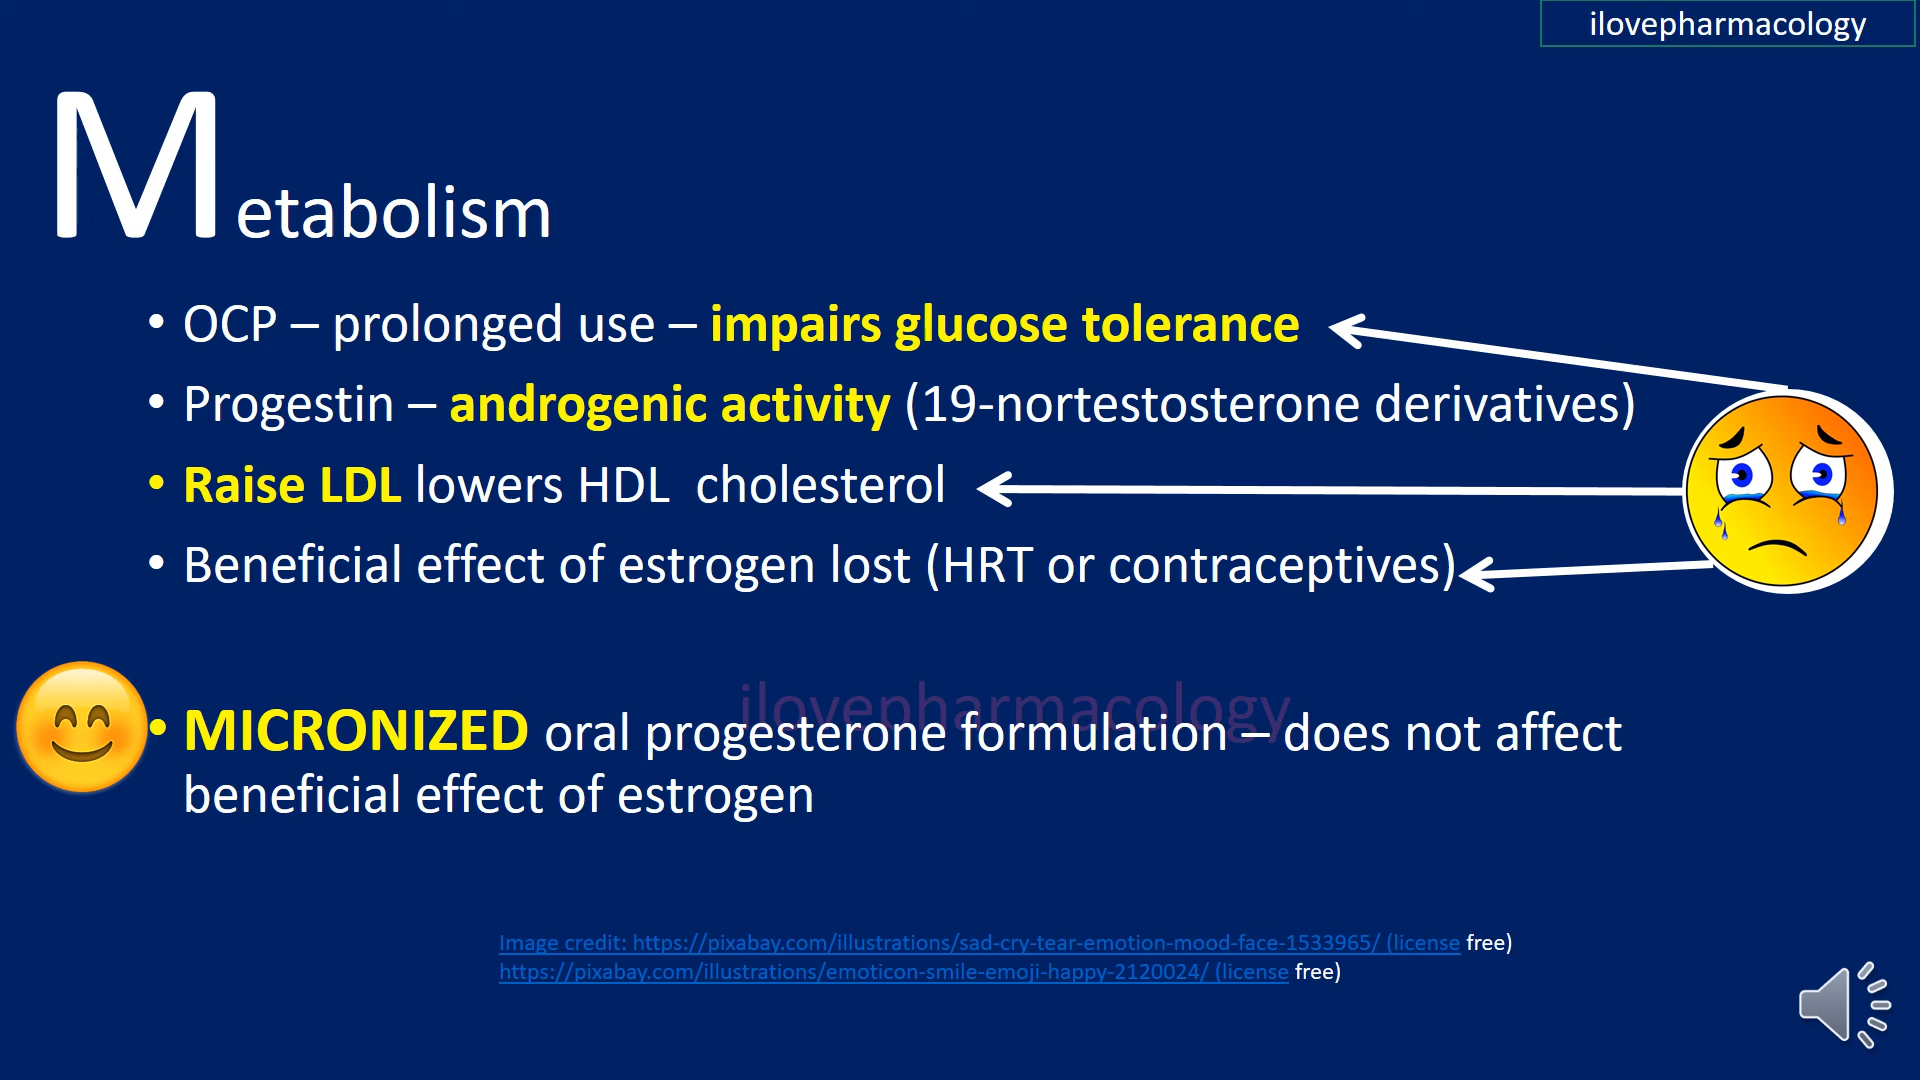 ilovepharmacology
Metabolism
• OCP – prolonged use – impairs glucose tolerance
• Progestin – androgenic activity (19-nortestosterone derivatives)
• Raise LDL lowers HDL  cholesterol
• Beneficial effect of estrogen lost (HRT or contraceptives)
ilovepharmacology
• MICRONIZED oral progesterone formulation – does not affect
beneficial effect of estrogen
Image credit: https://pixabay.com/illustrations/sad-cry-tear-emotion-mood-face-1533965/ (license free)
https://pixabay.com/illustrations/emoticon-smile-emoji-happy-2120024/ (license free)